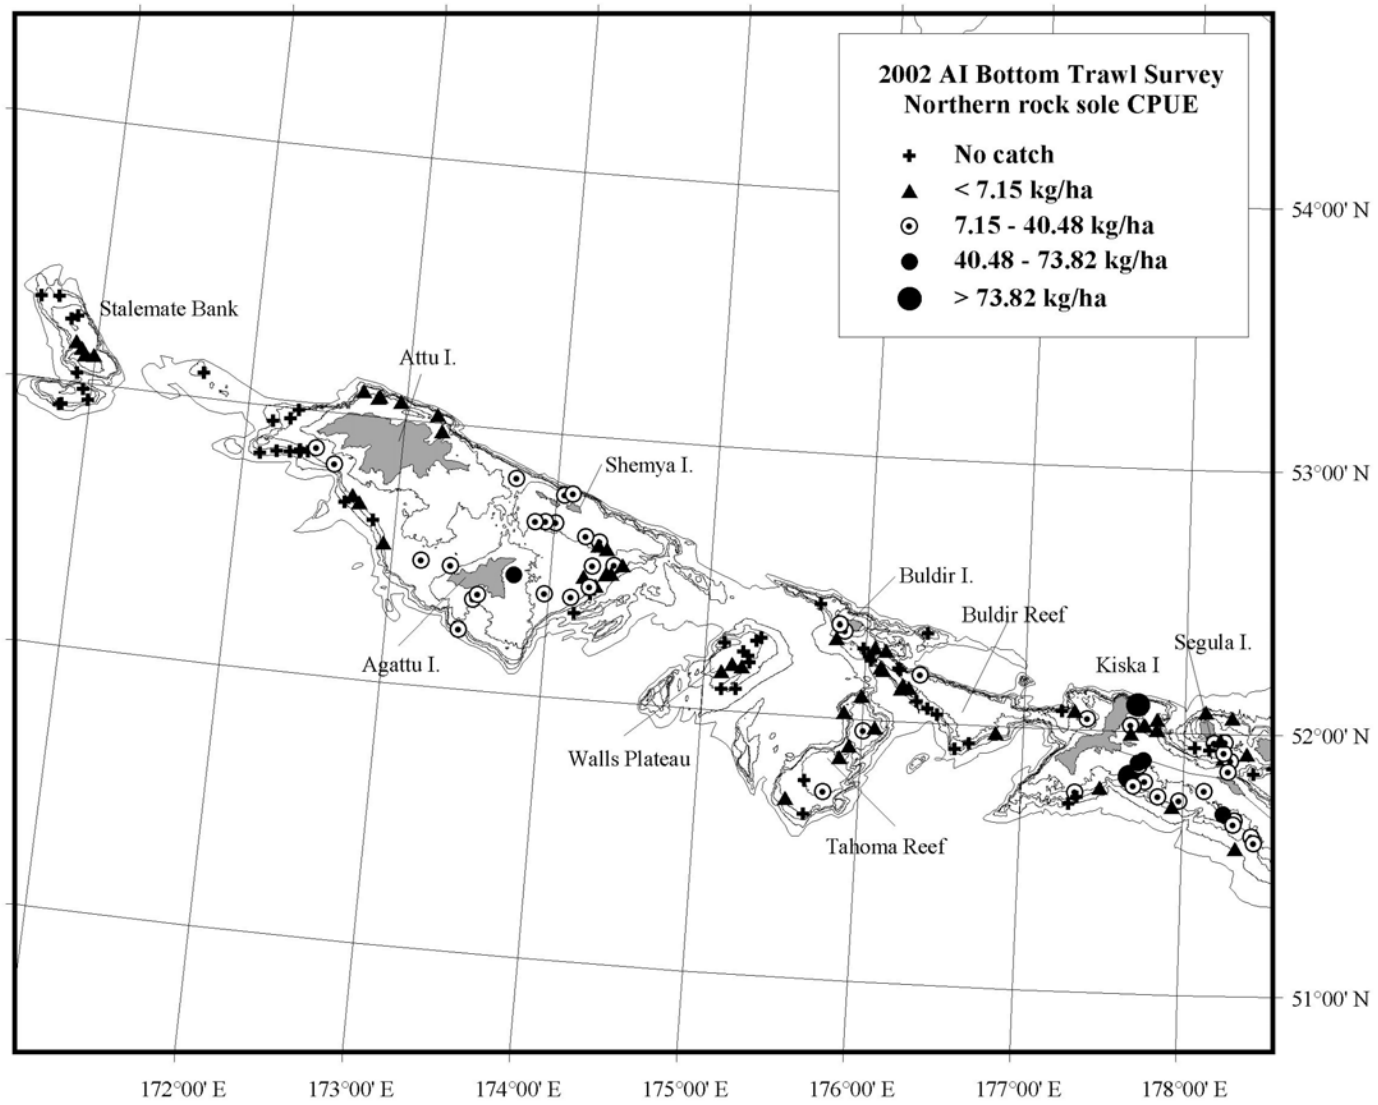 2002 AI Bottom Trawl Survey
Northern rock sole CPUE
No catch
< 7.15 kg/ha
7.15 - 40.48 kg/ha
40.48 - 73.82 kg/ha
> 73.82 kg/ha
54°00' N
Stalemate Bank
Attu I.
Shemya I.
53°00' N
Buldir I.
Buldir Reef
Segula I.
Agattu I.
Kiska I
52°00' N
Walls Plateau
Tahoma Reef
51°00' N
172°00' E 173°00' E 174°00' E 175°00' E 176°00' E 177°00' E 178°00' E